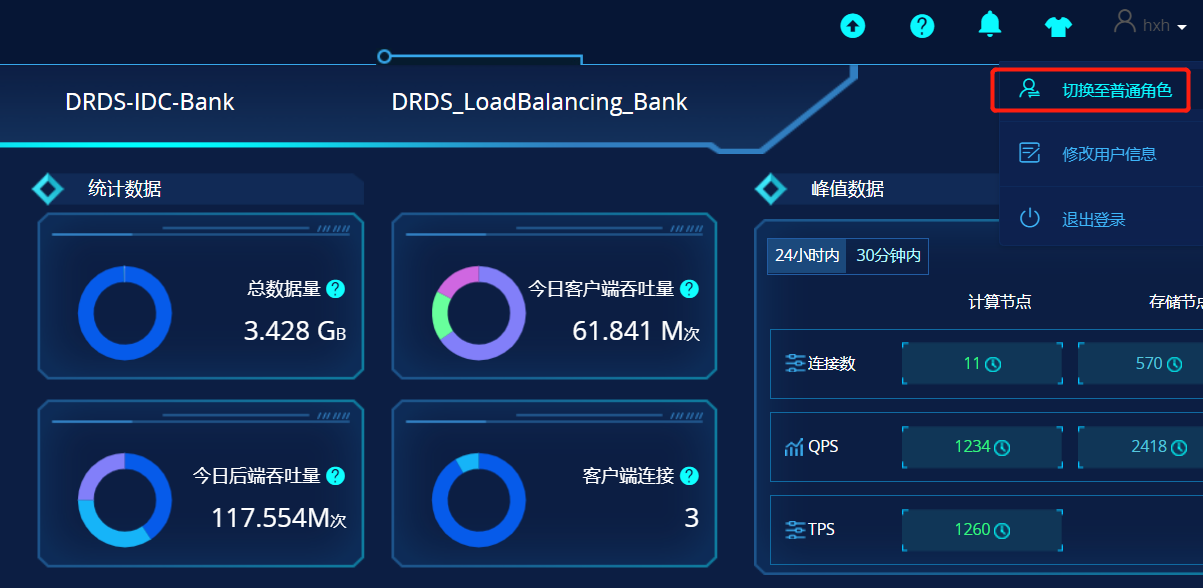 hxh
DRDS-IDC-Bank
DRDS_LoadBalancing_Bank
切换至普通角色
修改用户信息
退出登录
统计数据
总数据量 ?
3.428 GB
今日客户端吞吐量 ?
61.841 M次
今日后端吞吐量 ?
117.554M次
客户端连接 ?
3
峰值数据
24小时内 30分钟内
计算节点 存储节点
连接数 11 570
QPS 1234 2418
TPS 1260